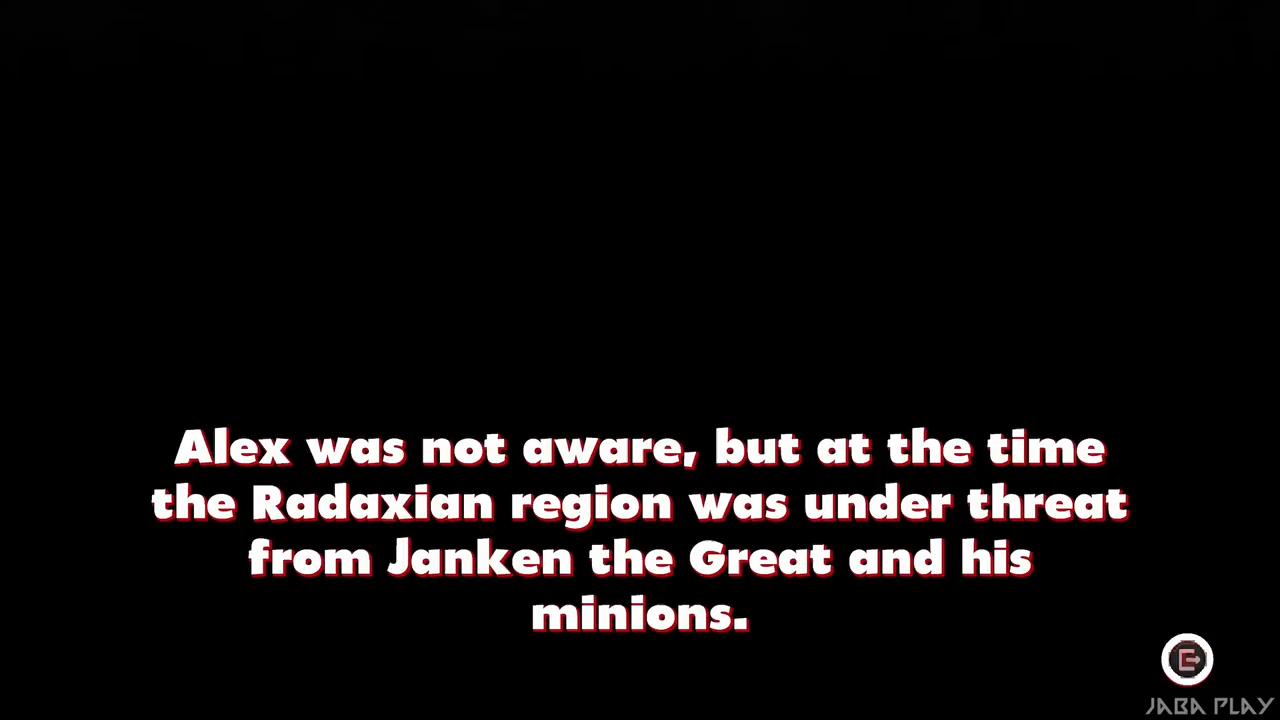 Alex was not aware, but at the time
the Radaxian region was under threat
from Janken the Great and his
minions.
JABA PLAY